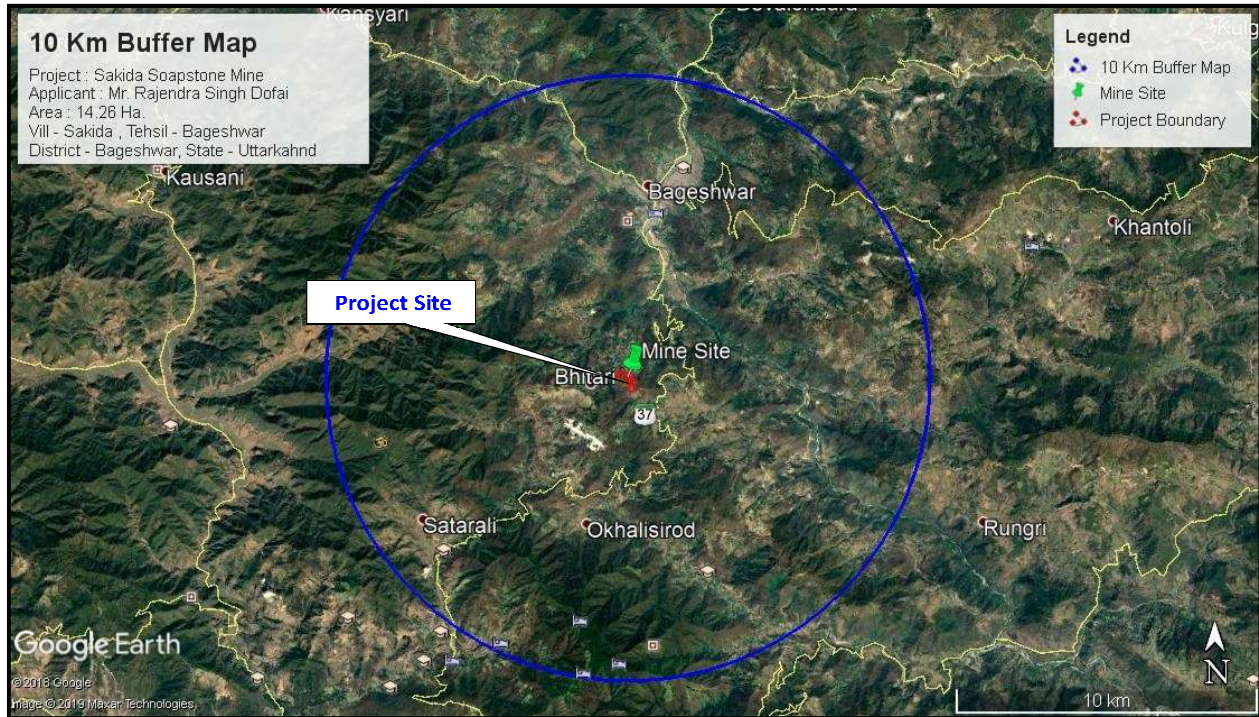 Kansyari
10 Km Buffer Map
Project : Sakida Soapstone Mine
Applicant : Mr. Rajendra Singh Dofai
Area : 14.26 Ha.
Vill - Sakida , Tehsil - Bageshwar
District - Bageshwar, State - Uttarkahnd
Legend
10 Km Buffer Map
Mine Site
Project Boundary
Kausani
Bageshwar
Khantoli
Project Site
Mine Site
Bhitari
37
Satarali
Okhalisirod
Rungri
Google Earth
© 2018 Google
Image © 2019 Maxar Technologies
N
10 km